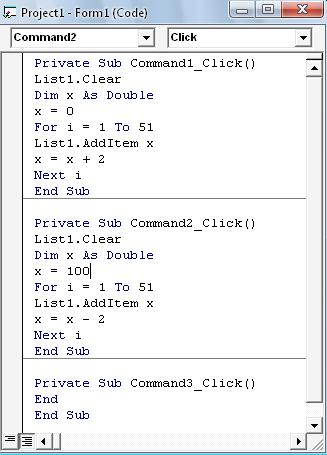 Project1 - Form1 (Code)
Command2 Click
Private Sub Command1_Click()
List1.Clear
Dim x As Double
x = 0
For i = 1 To 51
List1.AddItem x
x = x + 2
Next i
End Sub
Private Sub Command2_Click()
List1.Clear
Dim x As Double
x = 100
For i = 1 To 51
List1.AddItem x
x = x - 2
Next i
End Sub
Private Sub Command3_Click()
End
End Sub